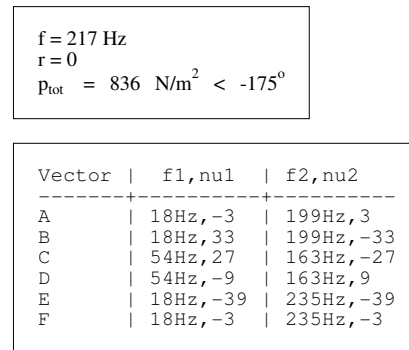 f = 217 Hz
r = 0
p_tot = 836 N/m² < -175°
Vector | f1,nu1 | f2,nu2
-------+----------+----------
A | 18Hz,-3 | 199Hz,3
B | 18Hz,33 | 199Hz,-33
C | 54Hz,27 | 163Hz,-27
D | 54Hz,-9 | 163Hz,9
E | 18Hz,-39 | 235Hz,-39
F | 18Hz,-3 | 235Hz,-3